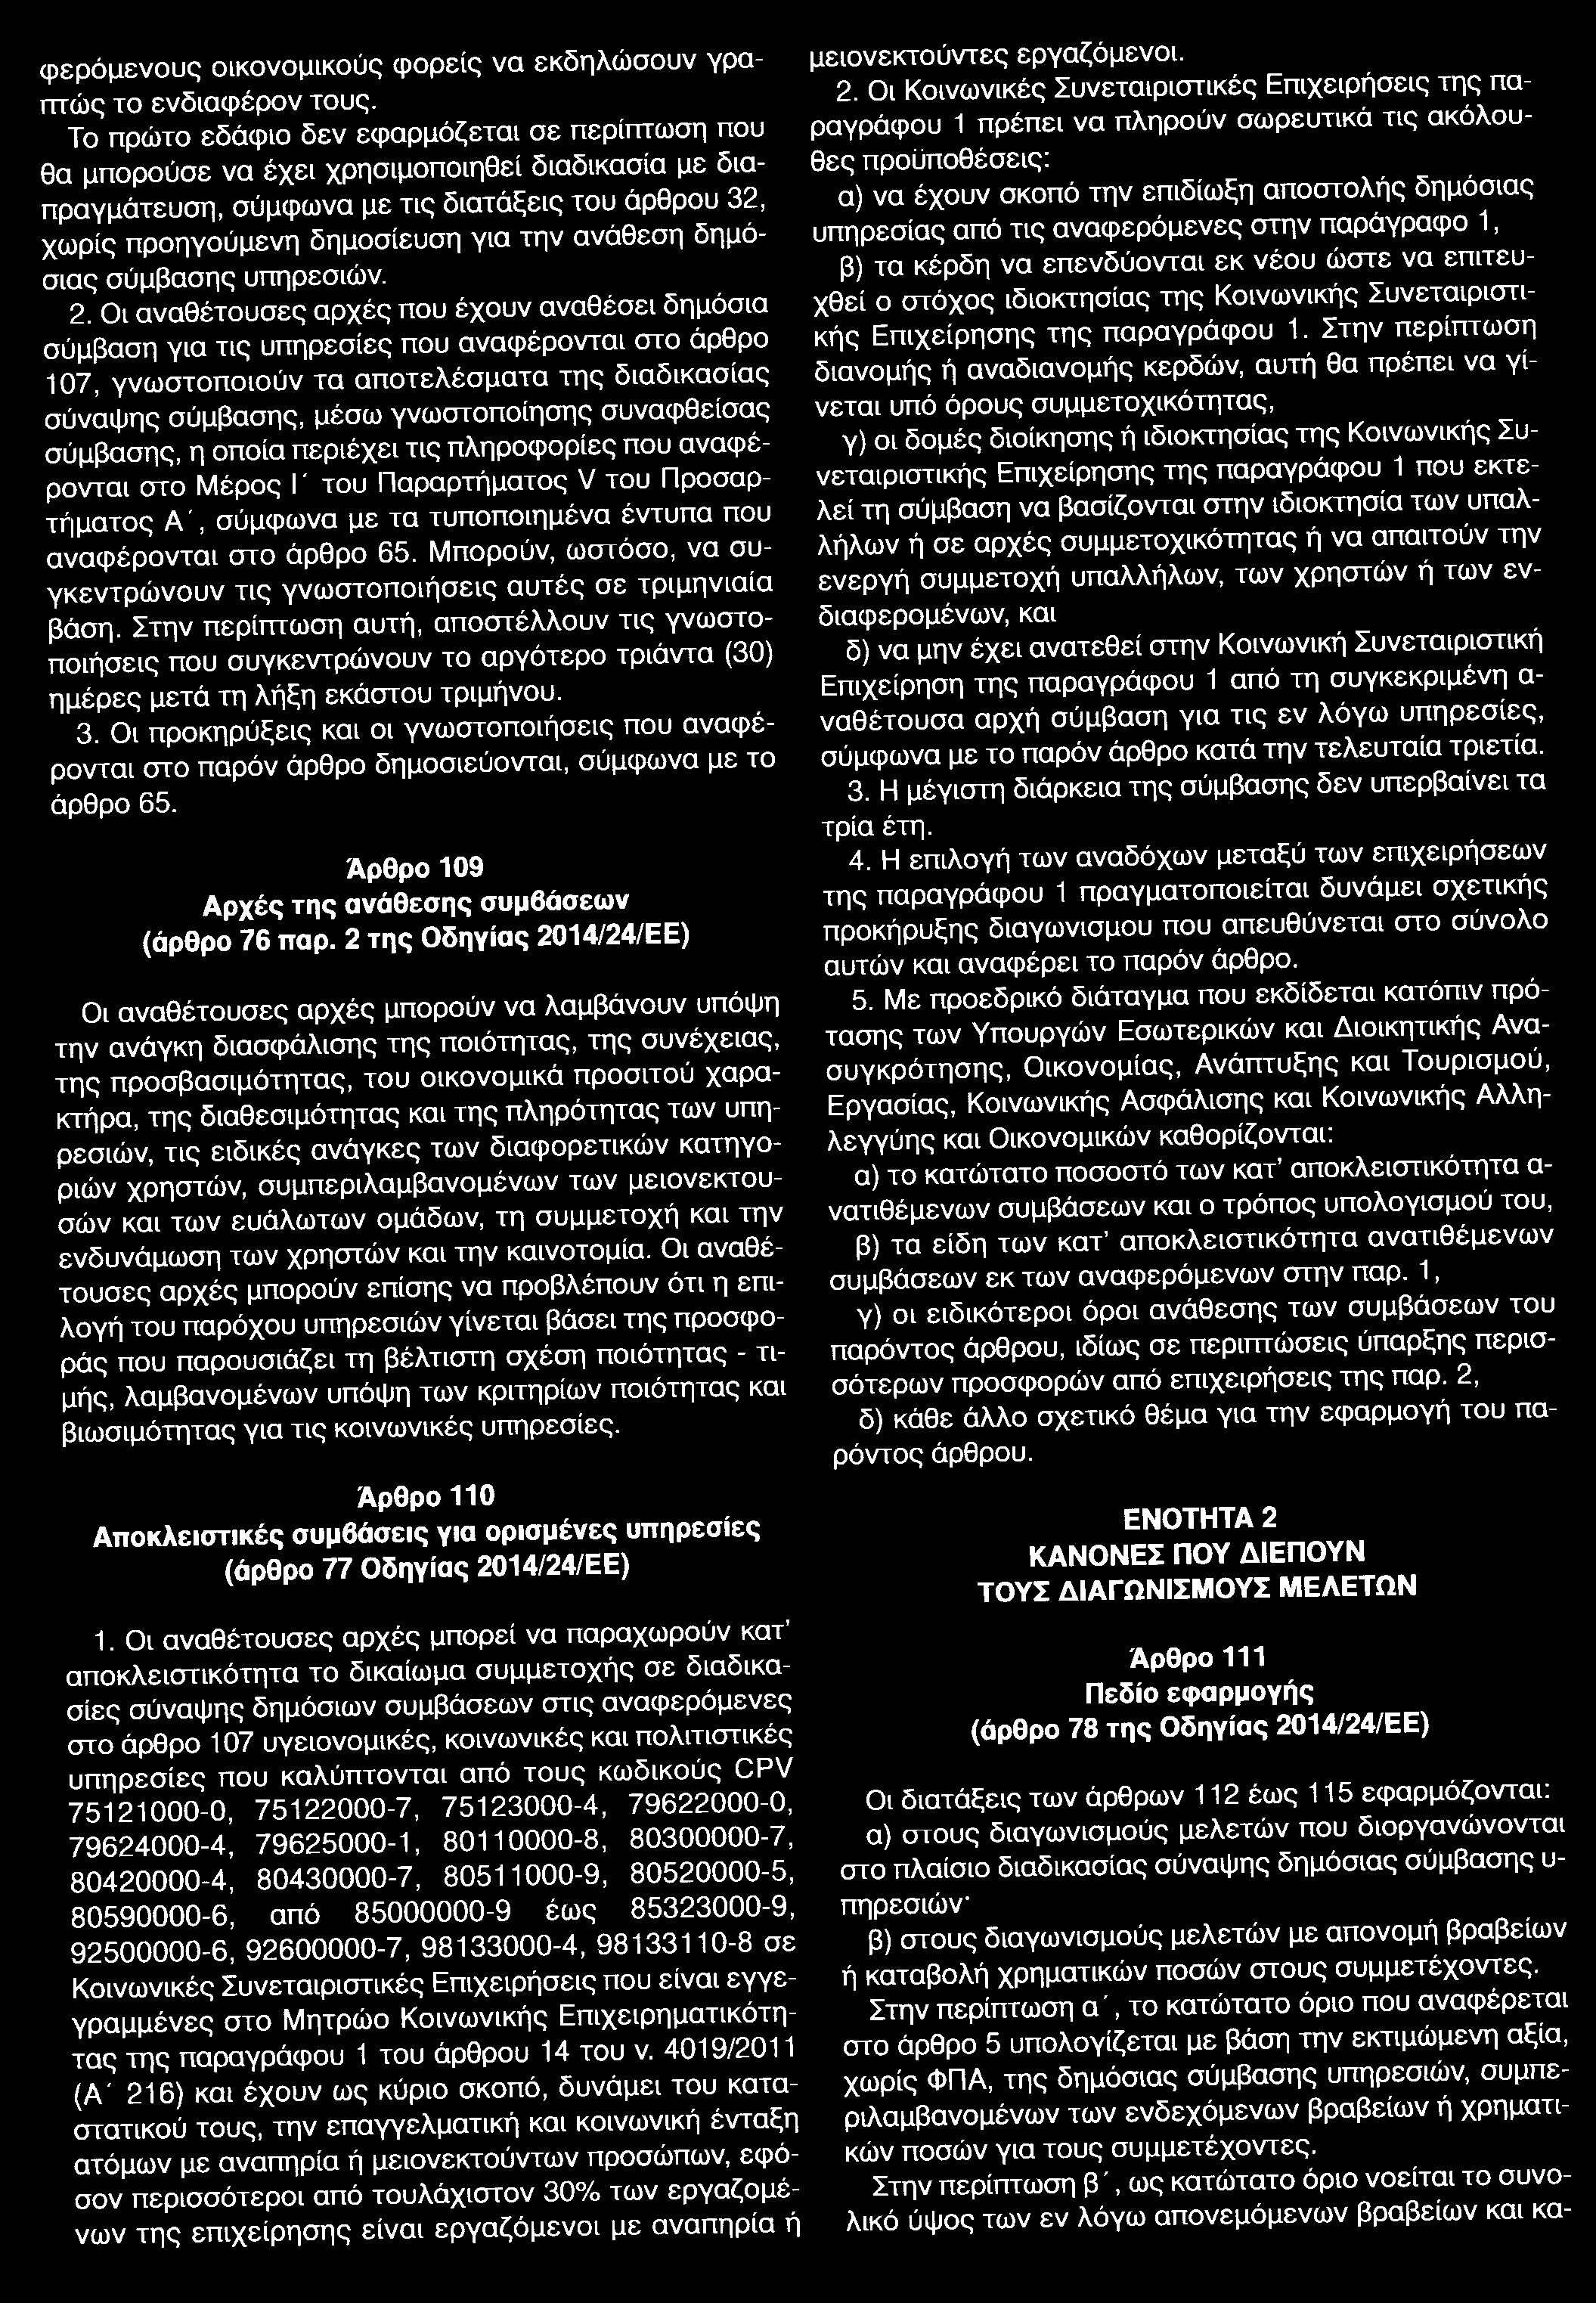 φερόμενους οικονομικούς φορείς να εκδηλώσουν γρα-
πτώς το ενδιαφέρον τους.
Το πρώτο εδάφιο δεν εφαρμόζεται σε περίπτωση που
θα μπορούσε να έχει χρησιμοποιηθεί διαδικασία με δια-
πραγμάτευση, σύμφωνα με τις διατάξεις του άρθρου 32,
χωρίς προηγούμενη δημοσίευση για την ανάθεση δημό-
σιας σύμβασης υπηρεσιών.
2. Οι αναθέτουσες αρχές που έχουν αναθέσει δημόσια
σύμβαση για τις υπηρεσίες που αναφέρονται στο άρθρο
107, γνωστοποιούν τα αποτελέσματα της διαδικασίας
σύναψης σύμβασης, μέσω γνωστοποίησης συναφθείσας
σύμβασης, η οποία περιέχει τις πληροφορίες που αναφέ-
ρονται στο Μέρος Ι΄ του Παραρτήματος V του Προσαρ-
τήματος Α΄, σύμφωνα με τα τυποποιημένα έντυπα που
αναφέρονται στο άρθρο 65. Μπορούν, ωστόσο, να συ-
γκεντρώνουν τις γνωστοποιήσεις αυτές σε τριμηνιαία
βάση. Στην περίπτωση αυτή, αποστέλλουν τις γνωστο-
ποιήσεις που συγκεντρώνουν το αργότερο τριάντα (30)
ημέρες μετά τη λήξη εκάστου τριμήνου.
3. Οι προκηρύξεις και οι γνωστοποιήσεις που αναφέ-
ρονται στο παρόν άρθρο δημοσιεύονται, σύμφωνα με το
άρθρο 65.
Άρθρο 109
Αρχές της ανάθεσης συμβάσεων
(άρθρο 76 παρ. 2 της Οδηγίας 2014/24/ΕΕ)
Οι αναθέτουσες αρχές μπορούν να λαμβάνουν υπόψη
την ανάγκη διασφάλισης της ποιότητας, της συνέχειας,
της προσβασιμότητας, του οικονομικά προσιτού χαρα-
κτήρα, της διαθεσιμότητας και της πληρότητας των υπη-
ρεσιών, τις ειδικές ανάγκες των διαφορετικών κατηγο-
ριών χρηστών, συμπεριλαμβανομένων των μειονεκτου-
σών και των ευάλωτων ομάδων, τη συμμετοχή και την
ενδυνάμωση των χρηστών και την καινοτομία. Οι αναθέ-
τουσες αρχές μπορούν επίσης να προβλέπουν ότι η επι-
λογή του παρόχου υπηρεσιών γίνεται βάσει της προσφο-
ράς που παρουσιάζει τη βέλτιστη σχέση ποιότητας - τι-
μής, λαμβανομένων υπόψη των κριτηρίων ποιότητας και
βιωσιμότητας για τις κοινωνικές υπηρεσίες.
Άρθρο 110
Αποκλειστικές συμβάσεις για ορισμένες υπηρεσίες
(άρθρο 77 Οδηγίας 2014/24/ΕΕ)
1. Οι αναθέτουσες αρχές μπορεί να παραχωρούν κατ’
αποκλειστικότητα το δικαίωμα συμμετοχής σε διαδικα-
σίες σύναψης δημόσιων συμβάσεων στις αναφερόμενες
στο άρθρο 107 υγειονομικές, κοινωνικές και πολιτιστικές
υπηρεσίες που καλύπτονται από τους κωδικούς CPV
75121000-0, 75122000-7, 75123000-4, 79622000-0,
79624000-4, 79625000-1, 80110000-8, 80300000-7,
80420000-4, 80430000-7, 80511000-9, 80520000-5,
80590000-6, από 85000000-9 έως 85323000-9,
92500000-6, 92600000-7, 98133000-4, 98133110-8 σε
Κοινωνικές Συνεταιριστικές Επιχειρήσεις που είναι εγγε-
γραμμένες στο Μητρώο Κοινωνικής Επιχειρηματικότη-
τας της παραγράφου 1 του άρθρου 14 του ν. 4019/2011
(Α΄ 216) και έχουν ως κύριο σκοπό, δυνάμει του κατα-
στατικού τους, την επαγγελματική και κοινωνική ένταξη
ατόμων με αναπηρία ή μειονεκτούντων προσώπων, εφό-
σον περισσότεροι από τουλάχιστον 30% των εργαζομέ-
νων της επιχείρησης είναι εργαζόμενοι με αναπηρία ή
μειονεκτούντες εργαζόμενοι.
2. Οι Κοινωνικές Συνεταιριστικές Επιχειρήσεις της πα-
ραγράφου 1 πρέπει να πληρούν σωρευτικά τις ακόλου-
θες προϋποθέσεις:
α) να έχουν σκοπό την επιδίωξη αποστολής δημόσιας
υπηρεσίας από τις αναφερόμενες στην παράγραφο 1,
β) τα κέρδη να επενδύονται εκ νέου ώστε να επιτευ-
χθεί ο στόχος ιδιοκτησίας της Κοινωνικής Συνεταιριστι-
κής Επιχείρησης της παραγράφου 1. Στην περίπτωση
διανομής ή αναδιανομής κερδών, αυτή θα πρέπει να γί-
νεται υπό όρους συμμετοχικότητας,
γ) οι δομές διοίκησης ή ιδιοκτησίας της Κοινωνικής Συ-
νεταιριστικής Επιχείρησης της παραγράφου 1 που εκτε-
λεί τη σύμβαση να βασίζονται στην ιδιοκτησία των υπαλ-
λήλων ή σε αρχές συμμετοχικότητας ή να απαιτούν την
ενεργή συμμετοχή υπαλλήλων, των χρηστών ή των εν-
διαφερομένων, και
δ) να μην έχει ανατεθεί στην Κοινωνική Συνεταιριστική
Επιχείρηση της παραγράφου 1 από τη συγκεκριμένη α-
ναθέτουσα αρχή σύμβαση για τις εν λόγω υπηρεσίες,
σύμφωνα με το παρόν άρθρο κατά την τελευταία τριετία.
3. Η μέγιστη διάρκεια της σύμβασης δεν υπερβαίνει τα
τρία έτη.
4. Η επιλογή των αναδόχων μεταξύ των επιχειρήσεων
της παραγράφου 1 πραγματοποιείται δυνάμει σχετικής
προκήρυξης διαγωνισμου που απευθύνεται στο σύνολο
αυτών και αναφέρει το παρόν άρθρο.
5. Με προεδρικό διάταγμα που εκδίδεται κατόπιν πρό-
τασης των Υπουργών Εσωτερικών και Διοικητικής Ανα-
συγκρότησης, Οικονομίας, Ανάπτυξης και Τουρισμού,
Εργασίας, Κοινωνικής Ασφάλισης και Κοινωνικής Αλλη-
λεγγύης και Οικονομικών καθορίζονται:
α) το κατώτατο ποσοστό των κατ’ αποκλειστικότητα α-
νατιθέμενων συμβάσεων και ο τρόπος υπολογισμού του,
β) τα είδη των κατ’ αποκλειστικότητα ανατιθέμενων
συμβάσεων εκ των αναφερόμενων στην παρ. 1,
γ) οι ειδικότεροι όροι ανάθεσης των συμβάσεων του
παρόντος άρθρου, ιδίως σε περιπτώσεις ύπαρξης περισ-
σότερων προσφορών από επιχειρήσεις της παρ. 2,
δ) κάθε άλλο σχετικό θέμα για την εφαρμογή του πα-
ρόντος άρθρου.
ΕΝΟΤΗΤΑ 2
ΚΑΝΟΝΕΣ ΠΟΥ ΔΙΕΠΟΥΝ
ΤΟΥΣ ΔΙΑΓΩΝΙΣΜΟΥΣ ΜΕΛΕΤΩΝ
Άρθρο 111
Πεδίο εφαρμογής
(άρθρο 78 της Οδηγίας 2014/24/ΕΕ)
Οι διατάξεις των άρθρων 112 έως 115 εφαρμόζονται:
α) στους διαγωνισμούς μελετών που διοργανώνονται
στο πλαίσιο διαδικασίας σύναψης δημόσιας σύμβασης υ-
πηρεσιών·
β) στους διαγωνισμούς μελετών με απονομή βραβείων
ή καταβολή χρηματικών ποσών στους συμμετέχοντες.
Στην περίπτωση α΄, το κατώτατο όριο που αναφέρεται
στο άρθρο 5 υπολογίζεται με βάση την εκτιμώμενη αξία,
χωρίς ΦΠΑ, της δημόσιας σύμβασης υπηρεσιών, συμπε-
ριλαμβανομένων των ενδεχόμενων βραβείων ή χρηματι-
κών ποσών για τους συμμετέχοντες.
Στην περίπτωση β΄, ως κατώτατο όριο νοείται το συνο-
λικό ύψος των εν λόγω απονεμόμενων βραβείων και κα-